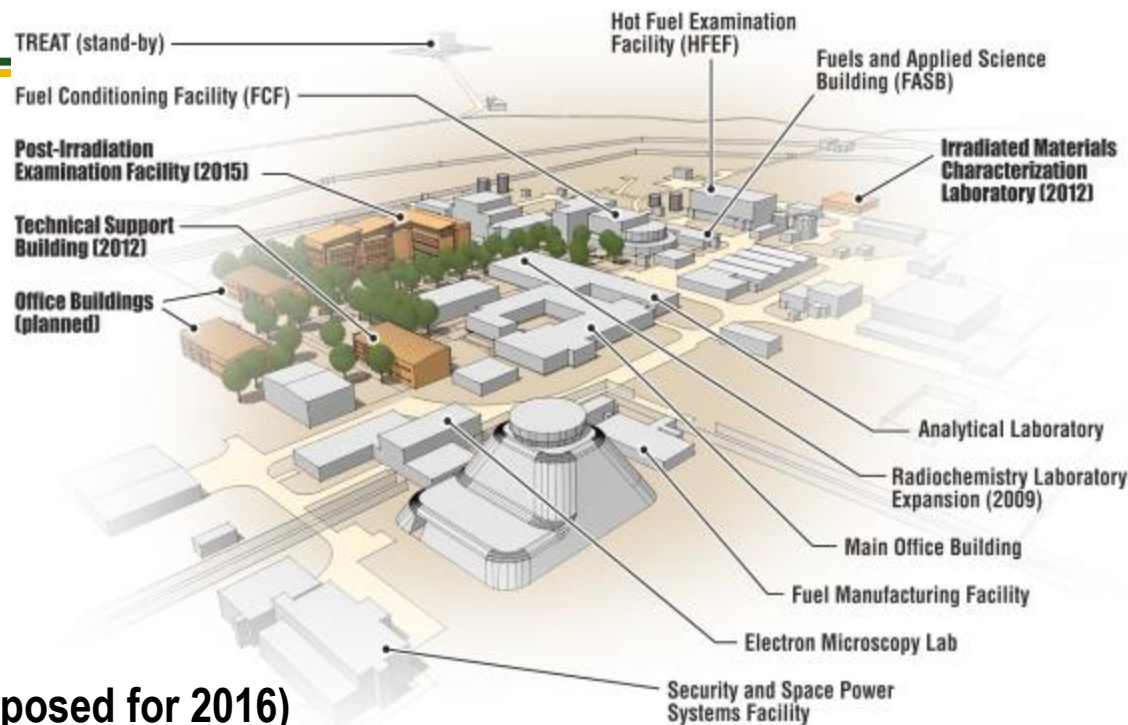 TREAT (stand-by)
Fuel Conditioning Facility (FCF)
Post-Irradiation
Examination Facility (2015)
Technical Support
Building (2012)
Office Buildings
(planned)
Hot Fuel Examination
Facility (HFEF)
Fuels and Applied Science
Building (FASB)
Irradiated Materials
Characterization
Laboratory (2012)
Analytical Laboratory
Radiochemistry Laboratory
Expansion (2009)
Main Office Building
Fuel Manufacturing Facility
Electron Microscopy Lab
Security and Space Power
Systems Facility
posed for 2016)